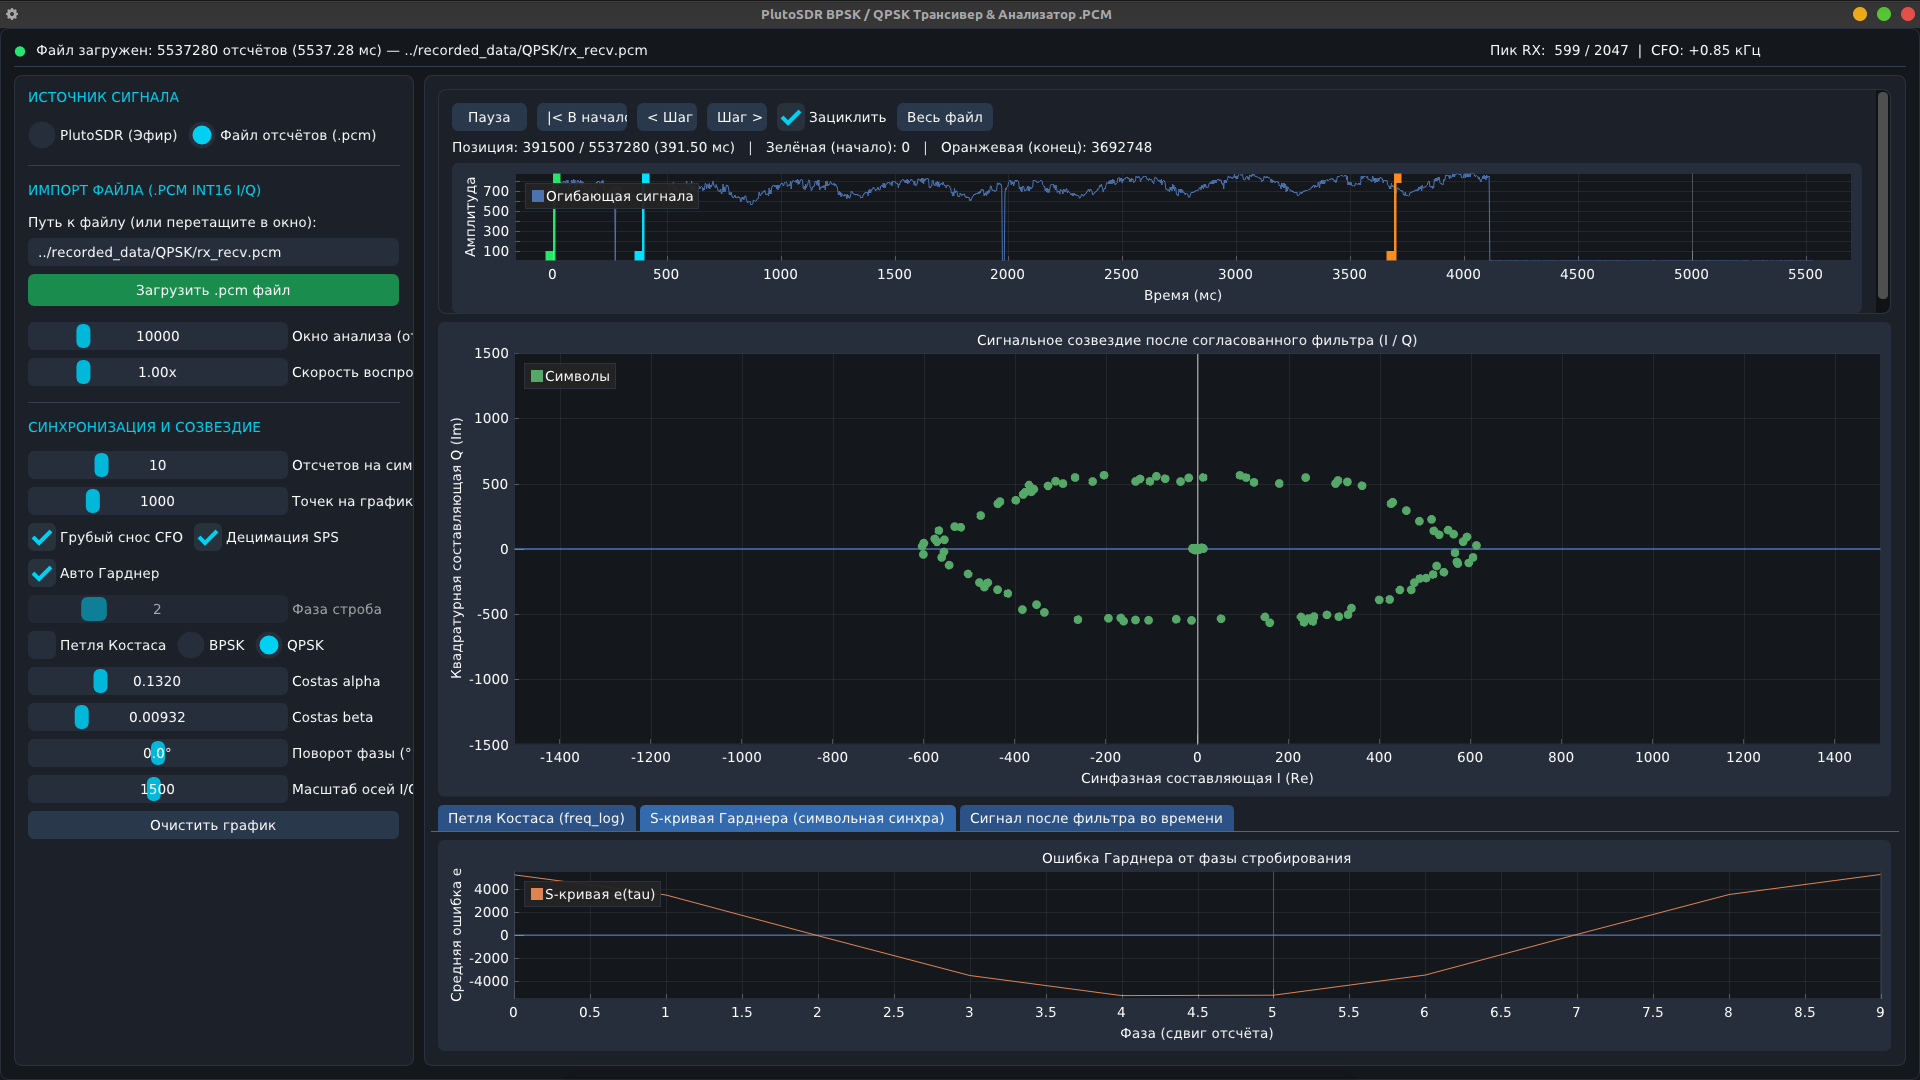 PlutoSDR BPSK / QPSK Трансивер & Анализатор .PCM
Файл загружен: 5537280 отсчётов (5537.28 мс) — ../recorded_data/QPSK/rx_recv.pcm
Пик RX: 599 / 2047 | CFO: +0.85 кГц
ИСТОЧНИК СИГНАЛА
PlutoSDR (Эфир)
Файл отсчётов (.pcm)
ИМПОРТ ФАЙЛА (.PCM INT16 I/Q)
Путь к файлу (или перетащите в окно):
../recorded_data/QPSK/rx_recv.pcm
Загрузить .pcm файл
10000 Окно анализа (от
1.00x Скорость воспро
СИНХРОНИЗАЦИЯ И СОЗВЕЗДИЕ
10 Отсчетов на сим
1000 Точек на график
Грубый снос CFO
Децимация SPS
Авто Гарднер
2 Фаза строба
Петля Костаса BPSK QPSK
0.1320 Costas alpha
0.00932 Costas beta
0.0° Поворот фазы (°
1500 Масштаб осей I/Q
Очистить график
Пауза |< В начало < Шаг Шаг > Зациклить Весь файл
Позиция: 391500 / 5537280 (391.50 мс) | Зелёная (начало): 0 | Оранжевая (конец): 3692748
Амплитуда
700
500
300
100
Огибающая сигнала
0 500 1000 1500 2000 2500 3000 3500 4000 4500 5000 5500
Время (мс)
Сигнальное созвездие после согласованного фильтра (I / Q)
Квадратурная составляющая Q (Im)
1500
1000
500
0
-500
-1000
-1500
Символы
-1400 -1200 -1000 -800 -600 -400 -200 0 200 400 600 800 1000 1200 1400
Синфазная составляющая I (Re)
Петля Костаса (freq_log)
S-кривая Гарднера (символьная синхра)
Сигнал после фильтра во времени
Ошибка Гарднера от фазы стробирования
Средняя ошибка e
4000
2000
0
-2000
-4000
S-кривая e(tau)
0 0.5 1 1.5 2 2.5 3 3.5 4 4.5 5 5.5 6 6.5 7 7.5 8 8.5 9
Фаза (сдвиг отсчёта)